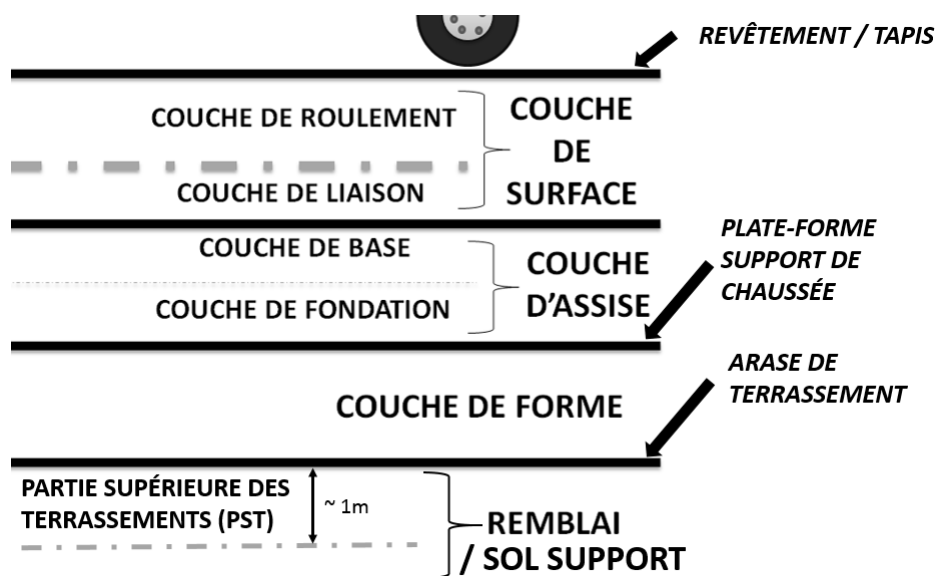 REVÊTEMENT / TAPIS
COUCHE DE ROULEMENT
COUCHE DE LIAISON
COUCHE
DE
SURFACE
COUCHE DE BASE
COUCHE DE FONDATION
COUCHE
D'ASSISE
PLATE-FORME
SUPPORT DE
CHAUSSÉE
COUCHE DE FORME
ARASE DE
TERRASSEMENT
PARTIE SUPÉRIEURE DES
TERRASSEMENTS (PST)
~ 1m
REMBLAI
/ SOL SUPPORT